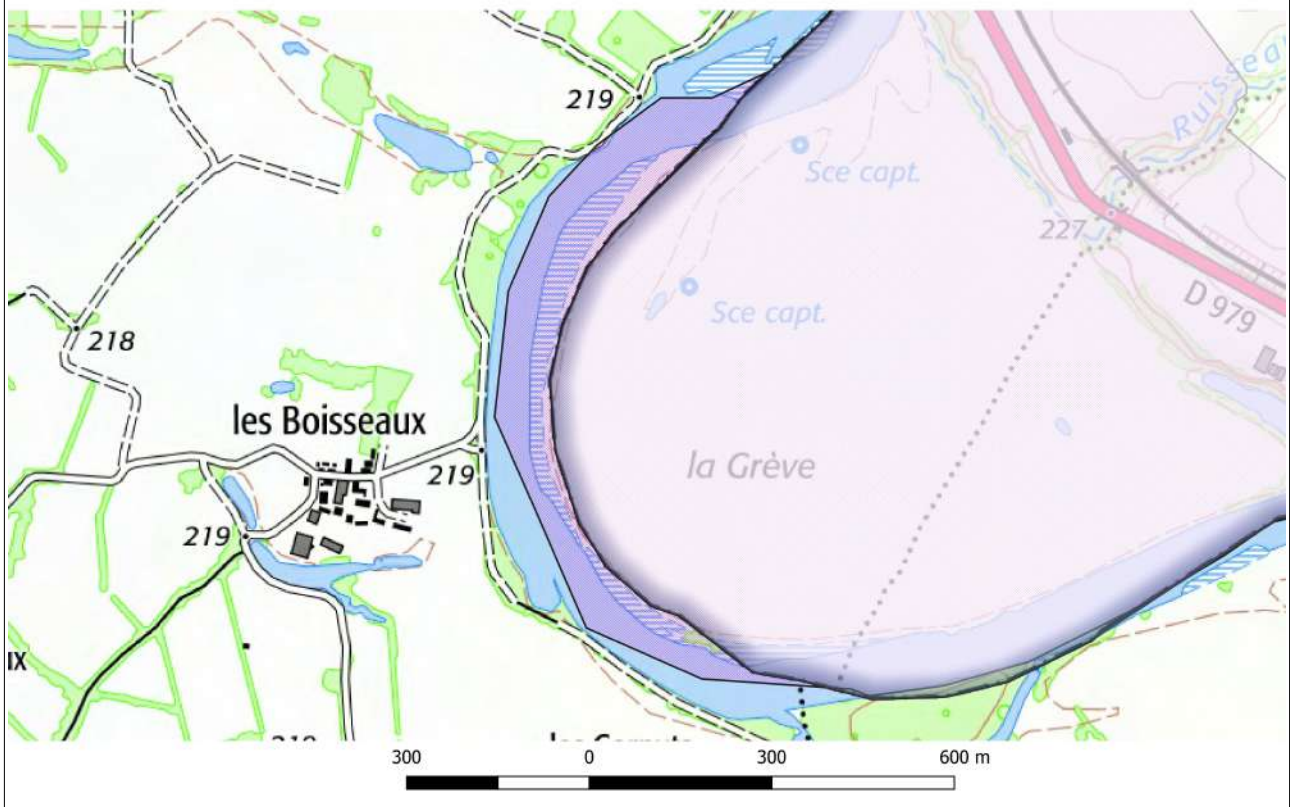 219
Sce capt.
Ruissea
227
Sce capt.
D 979
218
les Boisseaux
la Grève
219
219
IX
300 0 300 600 m